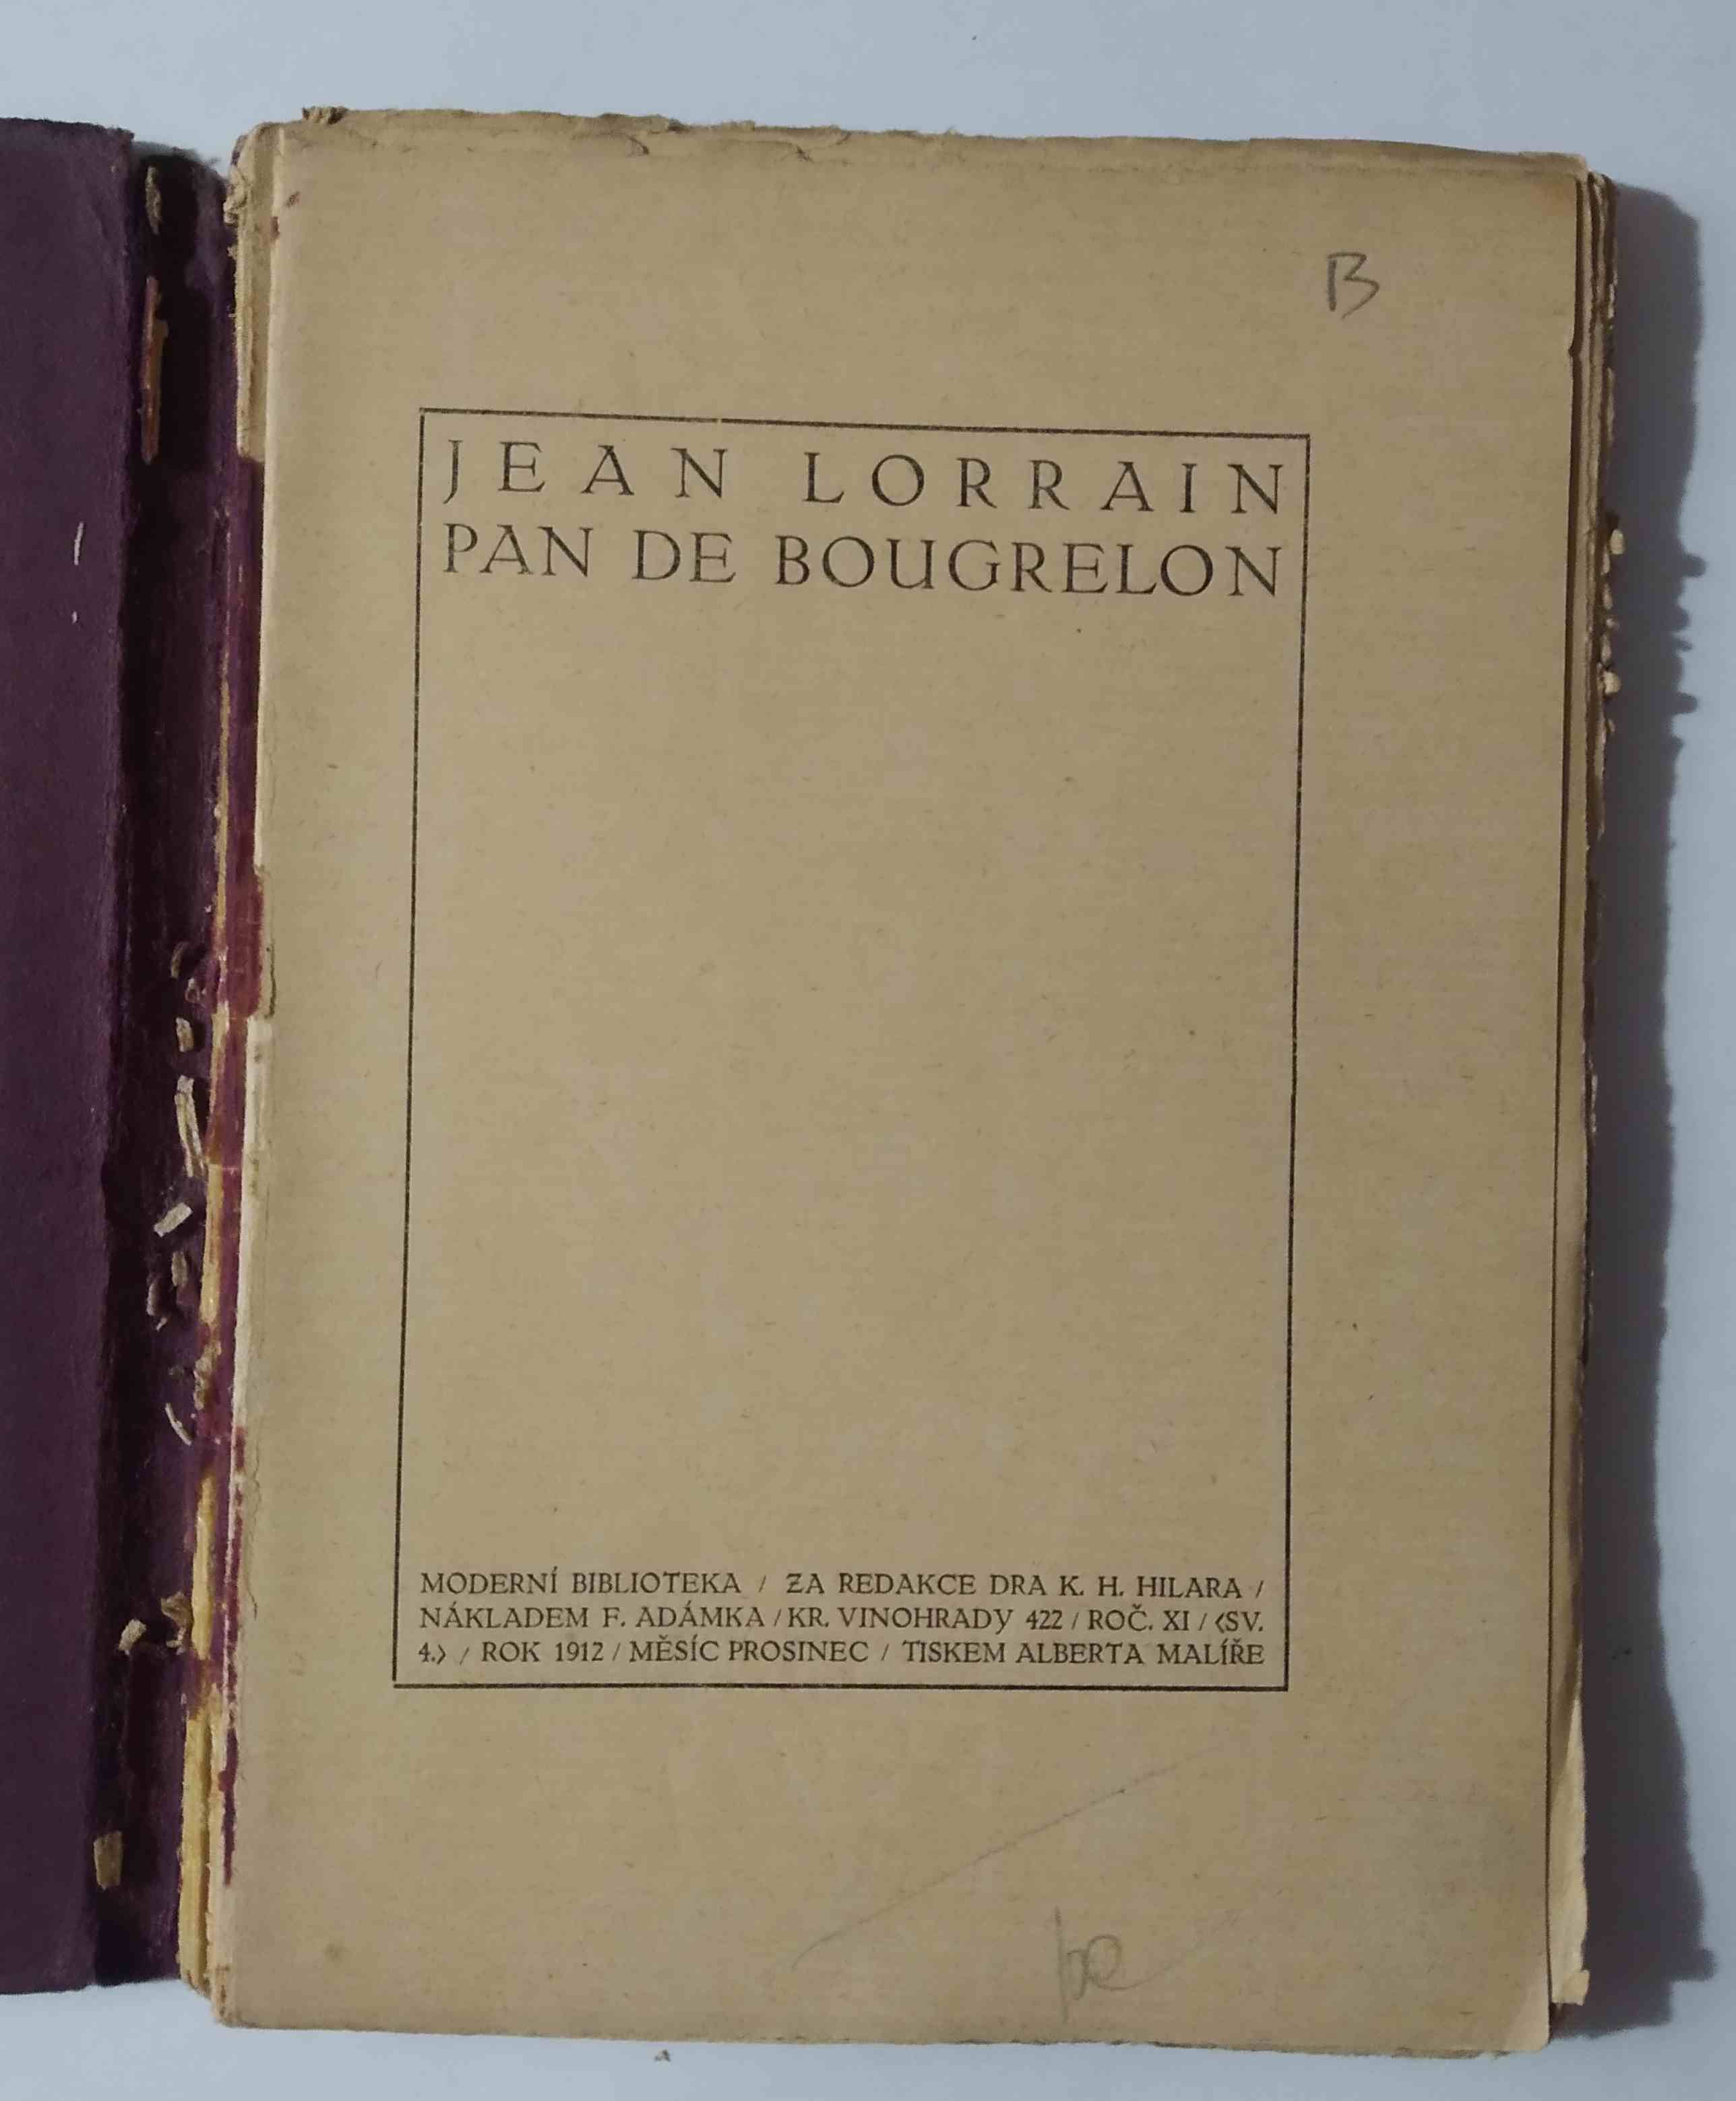 B
JEAN LORRAIN
PAN DE BOUGRELON
MODERNÍ BIBLIOTEKA / ZA REDAKCE DRA K. H. HILARA /
NÁKLADEM F. ADÁMKA / KR. VINOHRADY 422 / ROČ. XI / <SV.
4.> / ROK 1912 / MĚSÍC PROSINEC / TISKEM ALBERTA MALÍŘE